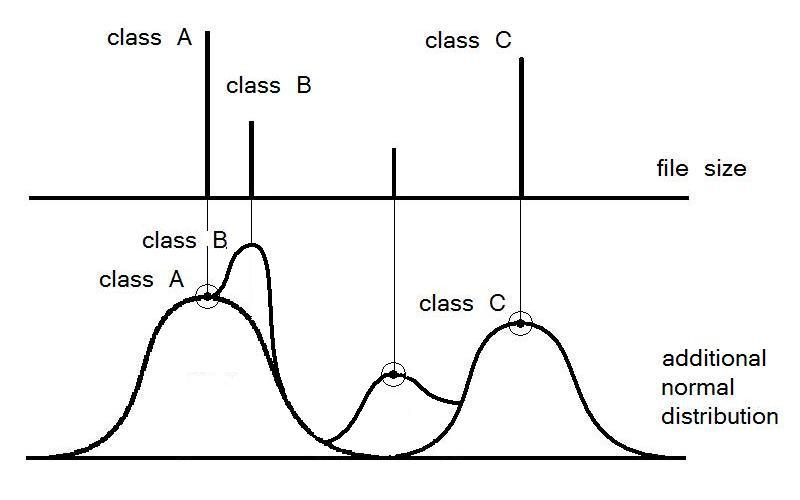 class A
class C
class B
file size
class B
class A
class C
additional
normal
distribution